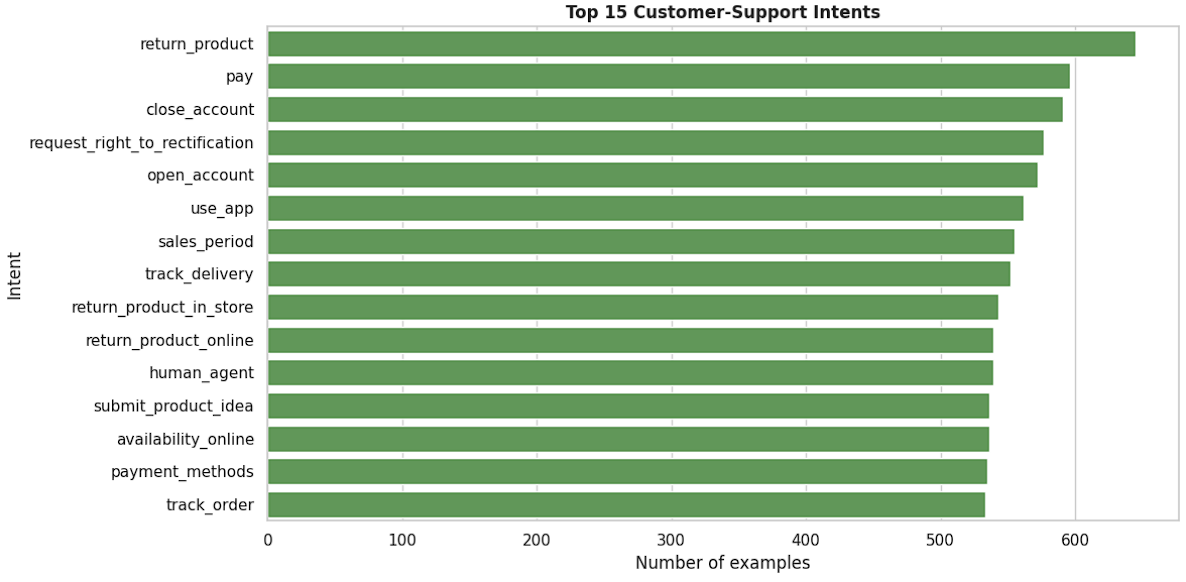 Top 15 Customer-Support Intents
return_product
pay
close_account
request_right_to_rectification
open_account
use_app
sales_period
track_delivery
return_product_in_store
return_product_online
human_agent
submit_product_idea
availability_online
payment_methods
track_order
Intent
0 100 200 300 400 500 600
Number of examples